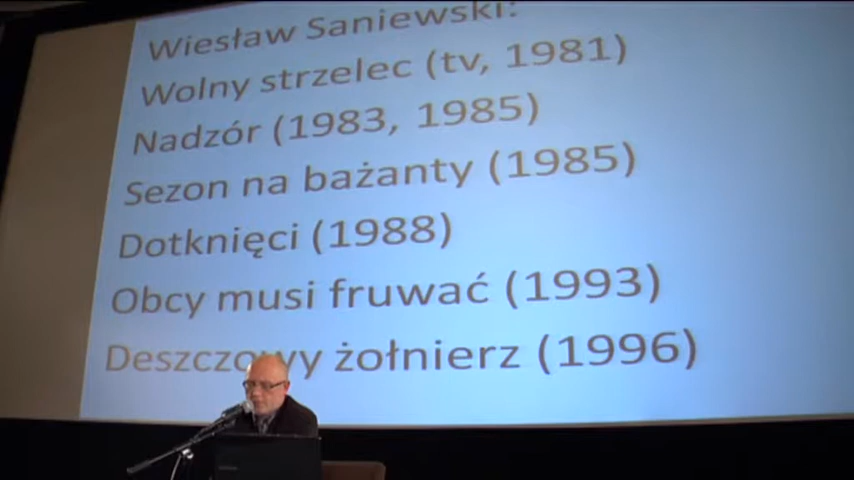 Wiesław Saniewski:
Wolny strzelec (tv, 1981)
Nadzór (1983, 1985)
Sezon na bażanty (1985)
Dotknięci (1988)
Obcy musi fruwać (1993)
Deszczowy żołnierz (1996)